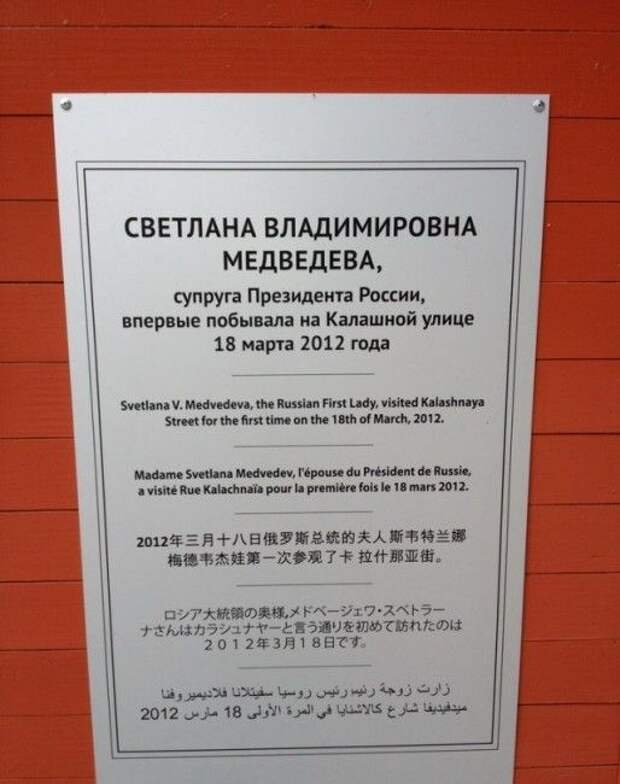 СВЕТЛАНА ВЛАДИМИРОВНА
МЕДВЕДЕВА,
супруга Президента России,
впервые побывала на Калашной улице
18 марта 2012 года
Svetlana V. Medvedeva, the Russian First Lady, visited Kalashnaya
Street for the first time on the 18th of March, 2012.
Madame Svetlana Medvedev, l'épouse du Président de Russie,
a visité Rue Kalachnaïa pour la première fois le 18 mars 2012.
2012年三月十八日俄罗斯总统的夫人斯韦特兰娜
梅德韦杰娃第一次参观了卡 拉什那亚街。
ロシア大統領の奥様,メドベージェワ・スベトラー
ナさんはカラシュナヤーと言う通りを初めて訪れたのは
２０１２年３月１８日です。
زارت زوجة رئيس رئيس روسيا سفيتلانا فلاديميروفنا
ميدفيديفا شارع كالاشنايا في المرة الأولى 18 مارس 2012